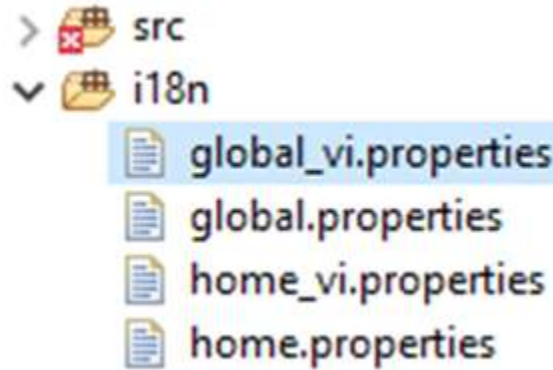 src
i18n
global_vi.properties
global.properties
home_vi.properties
home.properties